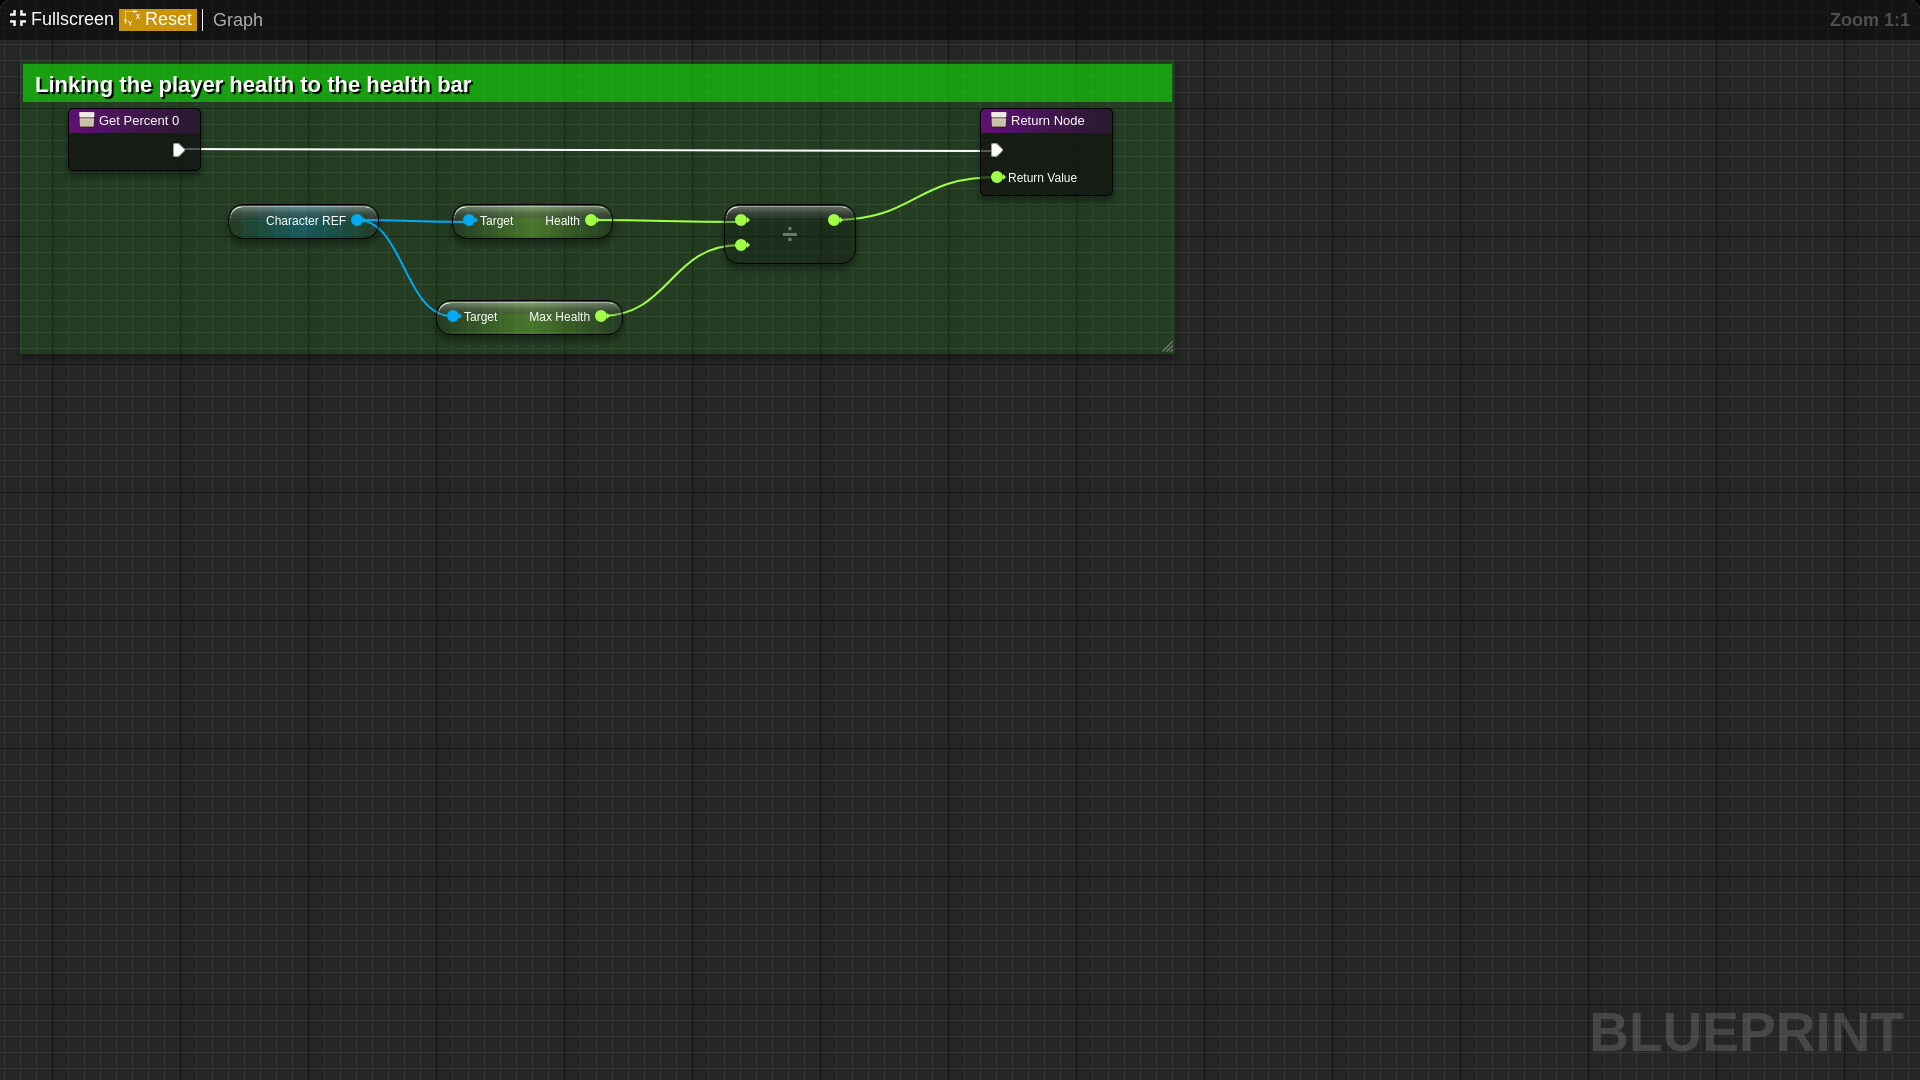 Fullscreen Reset Graph Zoom 1:1
Linking the player health to the health bar
Get Percent 0
Return Node
Return Value
Character REF
Target Health
÷
Target Max Health
BLUEPRINT